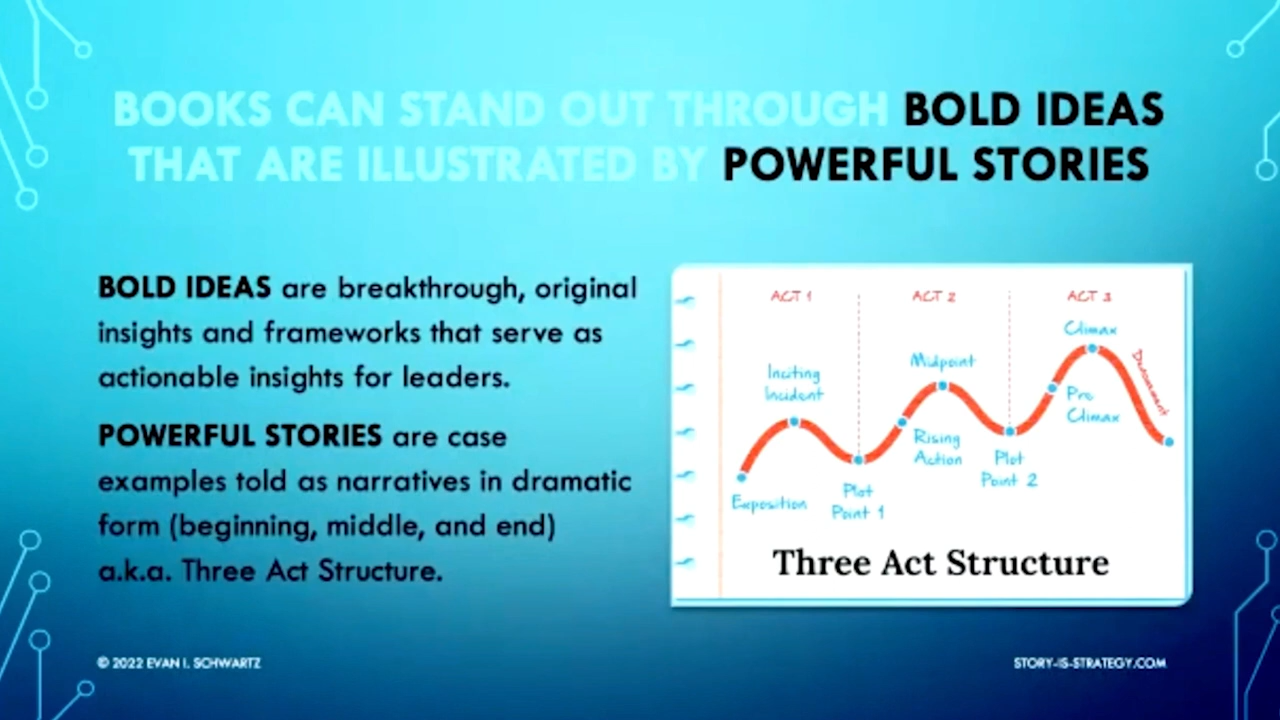 BOOKS CAN STAND OUT THROUGH BOLD IDEAS
THAT ARE ILLUSTRATED BY POWERFUL STORIES
BOLD IDEAS are breakthrough, original
insights and frameworks that serve as
actionable insights for leaders.
POWERFUL STORIES are case
examples told as narratives in dramatic
form (beginning, middle, and end)
a.k.a. Three Act Structure.
ACT 1
ACT 2
ACT 3
Exposition
Inciting
Incident
Plot
Point 1
Rising
Action
Midpoint
Plot
Point 2
Pre
Climax
Climax
Denouement
Three Act Structure
© 2022 EVAN I. SCHWARTZ
STORY-IS-STRATEGY.COM